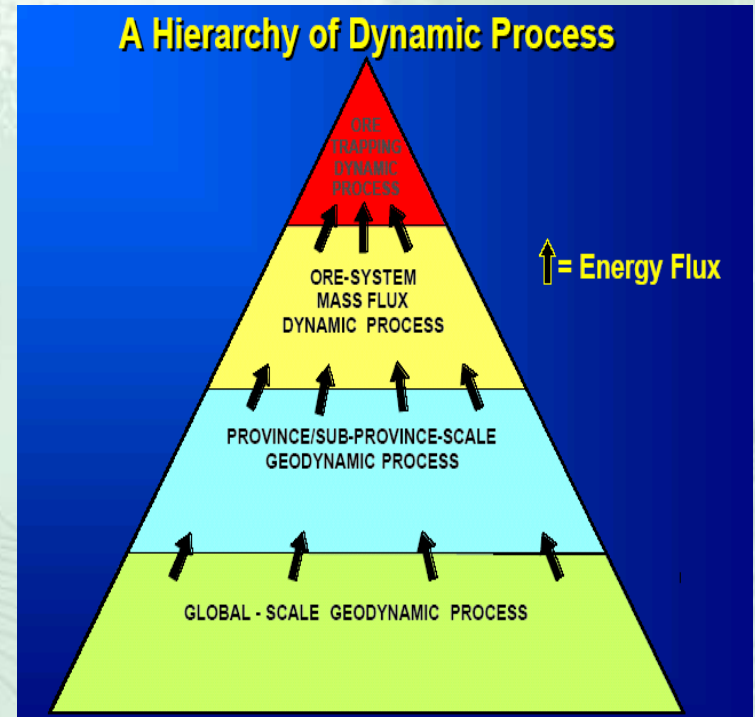 A Hierarchy of Dynamic Process
ORE
TRAPPING
DYNAMIC
PROCESS
= Energy Flux
ORE-SYSTEM
MASS FLUX
DYNAMIC PROCESS
PROVINCE/SUB-PROVINCE-SCALE
GEODYNAMIC PROCESS
GLOBAL - SCALE GEODYNAMIC PROCESS